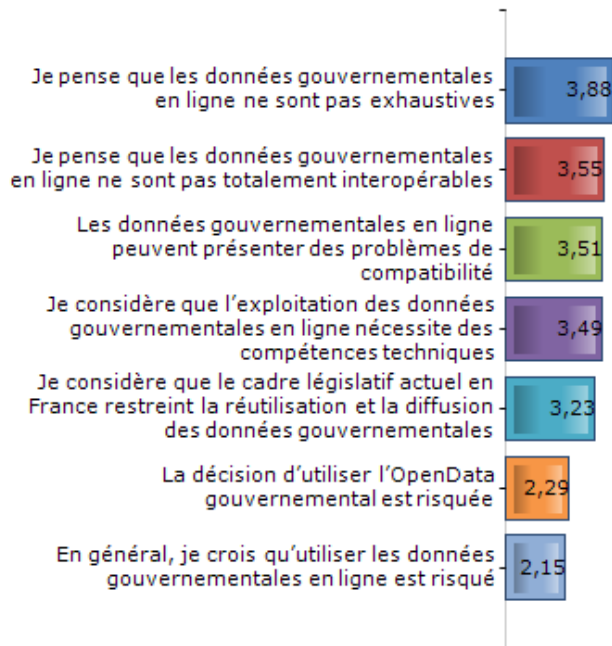 Je pense que les données gouvernementales
en ligne ne sont pas exhaustives
3,88
Je pense que les données gouvernementales
en ligne ne sont pas totalement interopérables
3,55
Les données gouvernementales en ligne
peuvent présenter des problèmes de
compatibilité
3,51
Je considère que l'exploitation des données
gouvernementales en ligne nécessite des
compétences techniques
3,49
Je considère que le cadre législatif actuel en
France restreint la réutilisation et la diffusion
des données gouvernementales
3,23
La décision d'utiliser l'OpenData
gouvernemental est risquée
2,29
En général, je crois qu'utiliser les données
gouvernementales en ligne est risqué
2,15